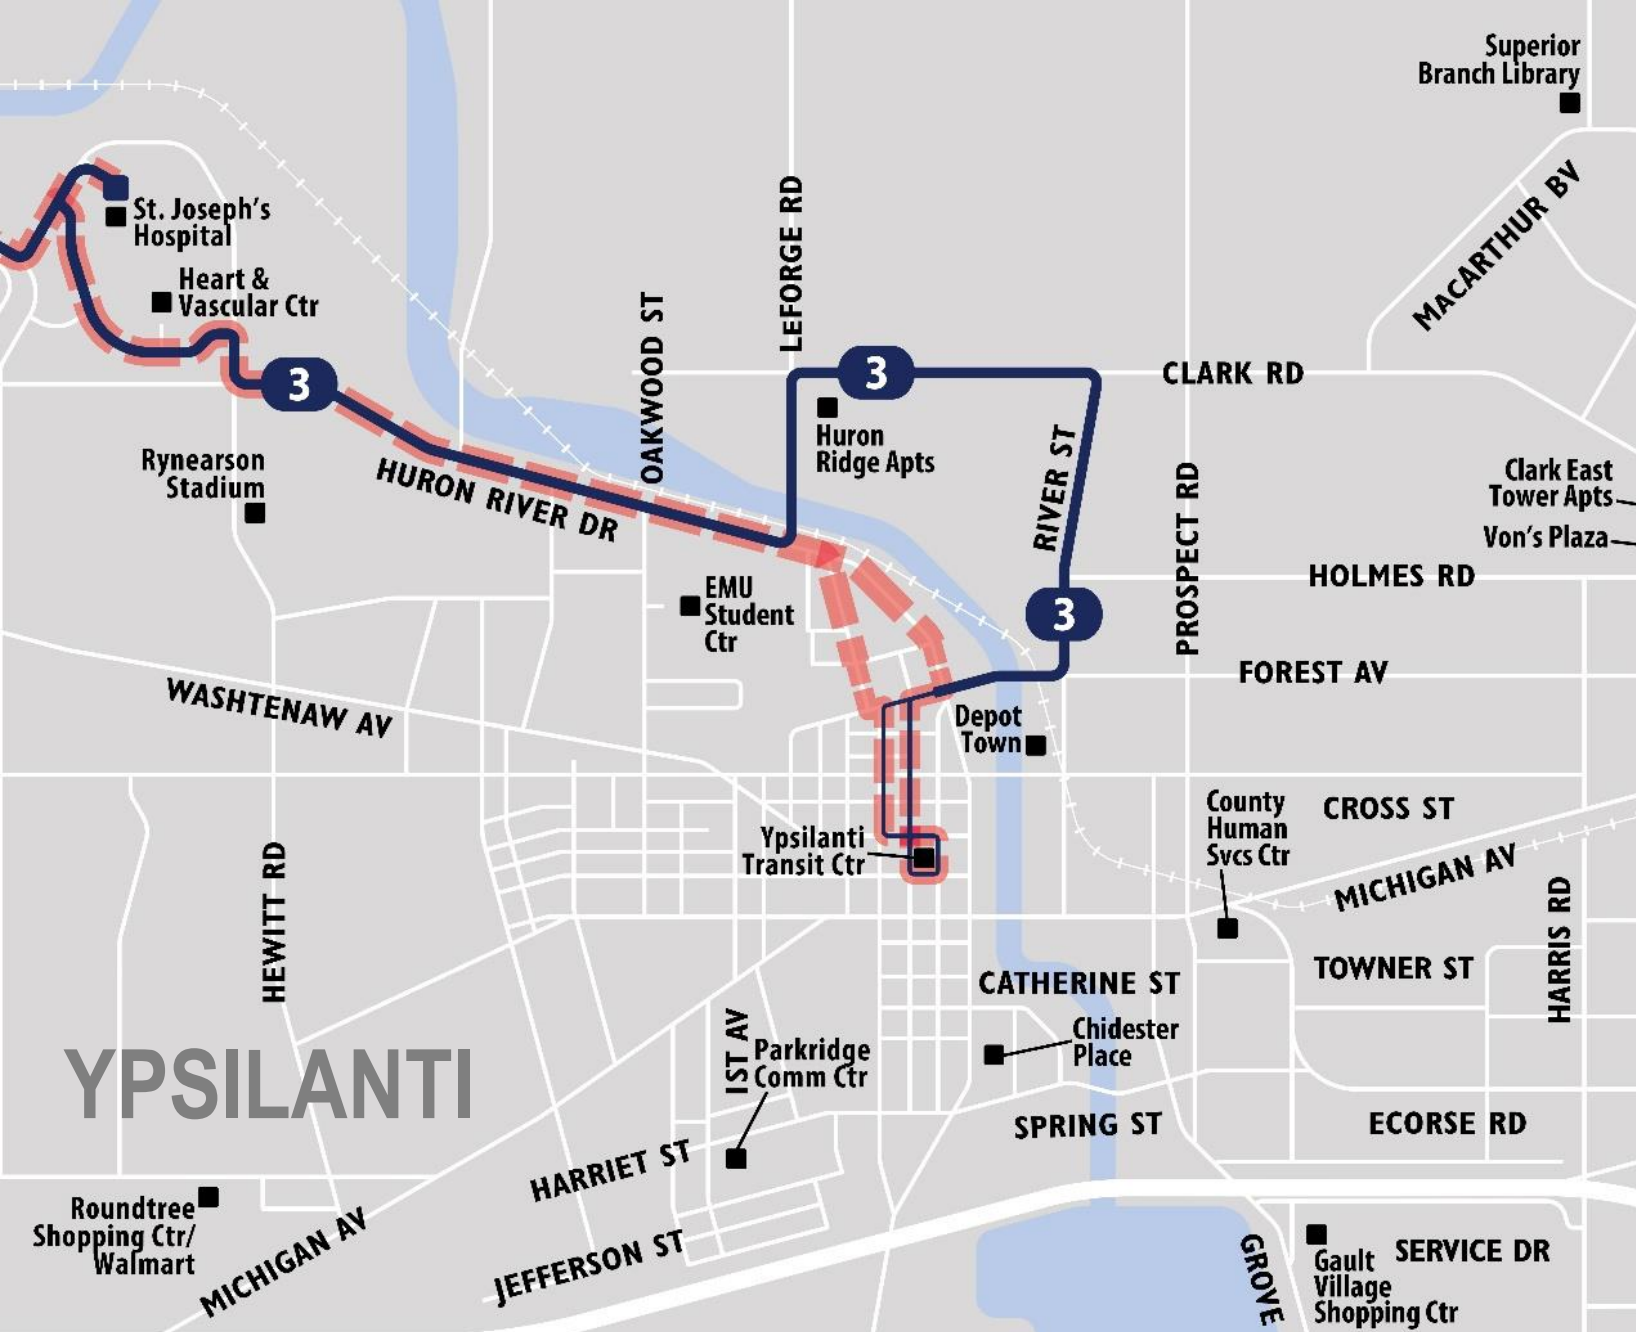 Superior
Branch Library
MACARTHUR BV
St. Joseph's
Hospital
Heart &
Vascular Ctr
LEFORGE RD
OAKWOOD ST
3
3
CLARK RD
Huron
Ridge Apts
RIVER ST
Rynearson
Stadium
HURON RIVER DR
PROSPECT RD
Clark East
Tower Apts
Von's Plaza
HOLMES RD
EMU
Student
Ctr
3
FOREST AV
WASHTENAW AV
Depot
Town
County
Human
Svcs Ctr
CROSS ST
Ypsilanti
Transit Ctr
MICHIGAN AV
HEWITT RD
HARRIS RD
TOWNER ST
CATHERINE ST
1ST AV
Chidester
Place
Parkridge
Comm Ctr
YPSILANTI
SPRING ST
ECORSE RD
HARRIET ST
Roundtree
Shopping Ctr/
Walmart
MICHIGAN AV
JEFFERSON ST
GROVE
Gault
Village
Shopping Ctr
SERVICE DR